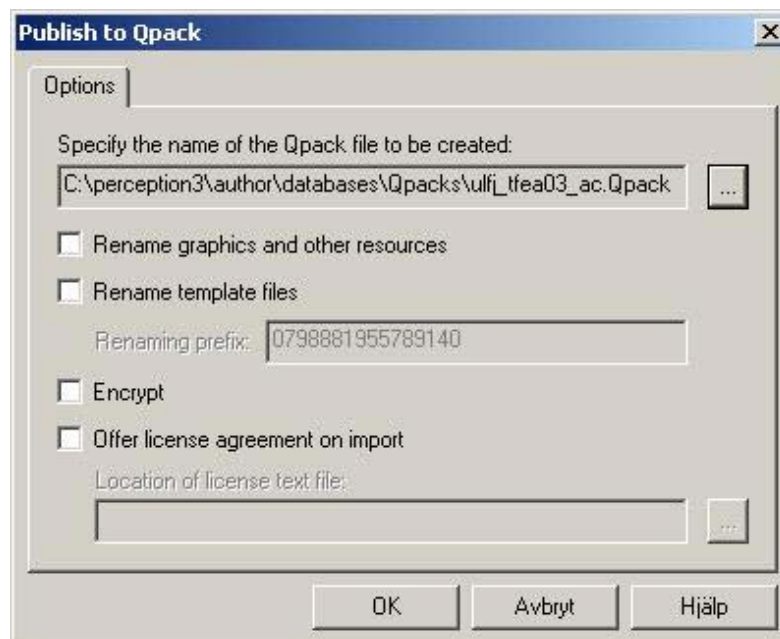 Publish to Qpack
Options
Specify the name of the Qpack file to be created:
C:\perception3\author\databases\Qpacks\ulfj_tfea03_ac.Qpack
...
Rename graphics and other resources
Rename template files
Renaming prefix: 0798881955789140
Encrypt
Offer license agreement on import
Location of license text file:
...
OK Avbryt Hjälp